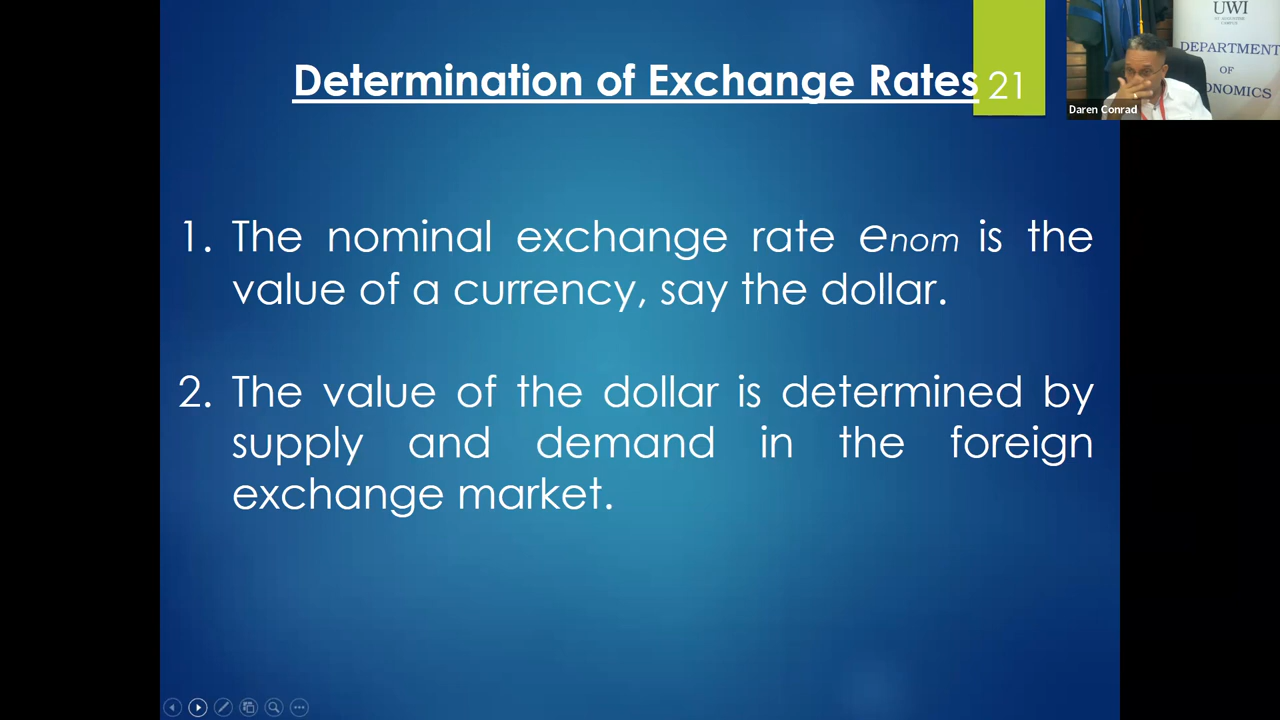 Determination of Exchange Rates
21
1. The nominal exchange rate enom is the
value of a currency, say the dollar.
2. The value of the dollar is determined by
supply and demand in the foreign
exchange market.
UWI
DEPARTMENT
OF
ONOMICS
Daren Conrad